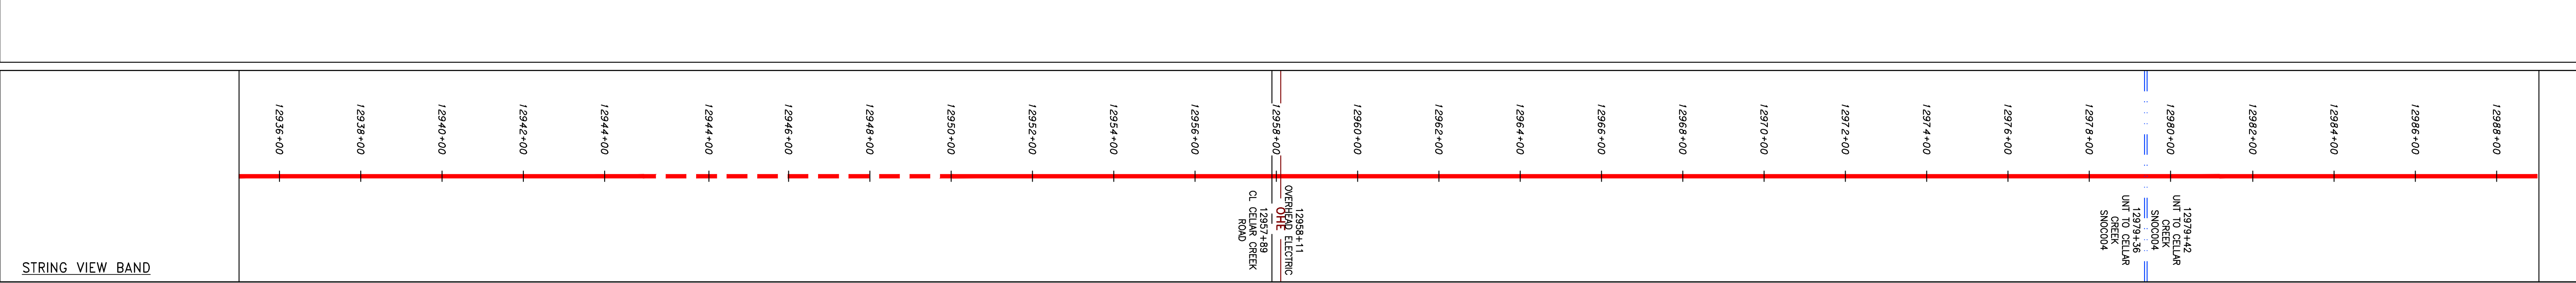 12936+00
12938+00
12940+00
12942+00
12944+00
12944+00
12946+00
12948+00
12950+00
12952+00
12954+00
12956+00
12958+00
12960+00
12962+00
12964+00
12966+00
12968+00
12970+00
12972+00
12974+00
12976+00
12978+00
12980+00
12982+00
12984+00
12986+00
12988+00
12958+11
OVERHEAD ELECTRIC
OHE
12957+89
CL CELLAR CREEK
ROAD
12979+42
UNT TO CELLAR
CREEK
SNOC004
12979+36
UNT TO CELLAR
CREEK
SNOC004
STRING VIEW BAND